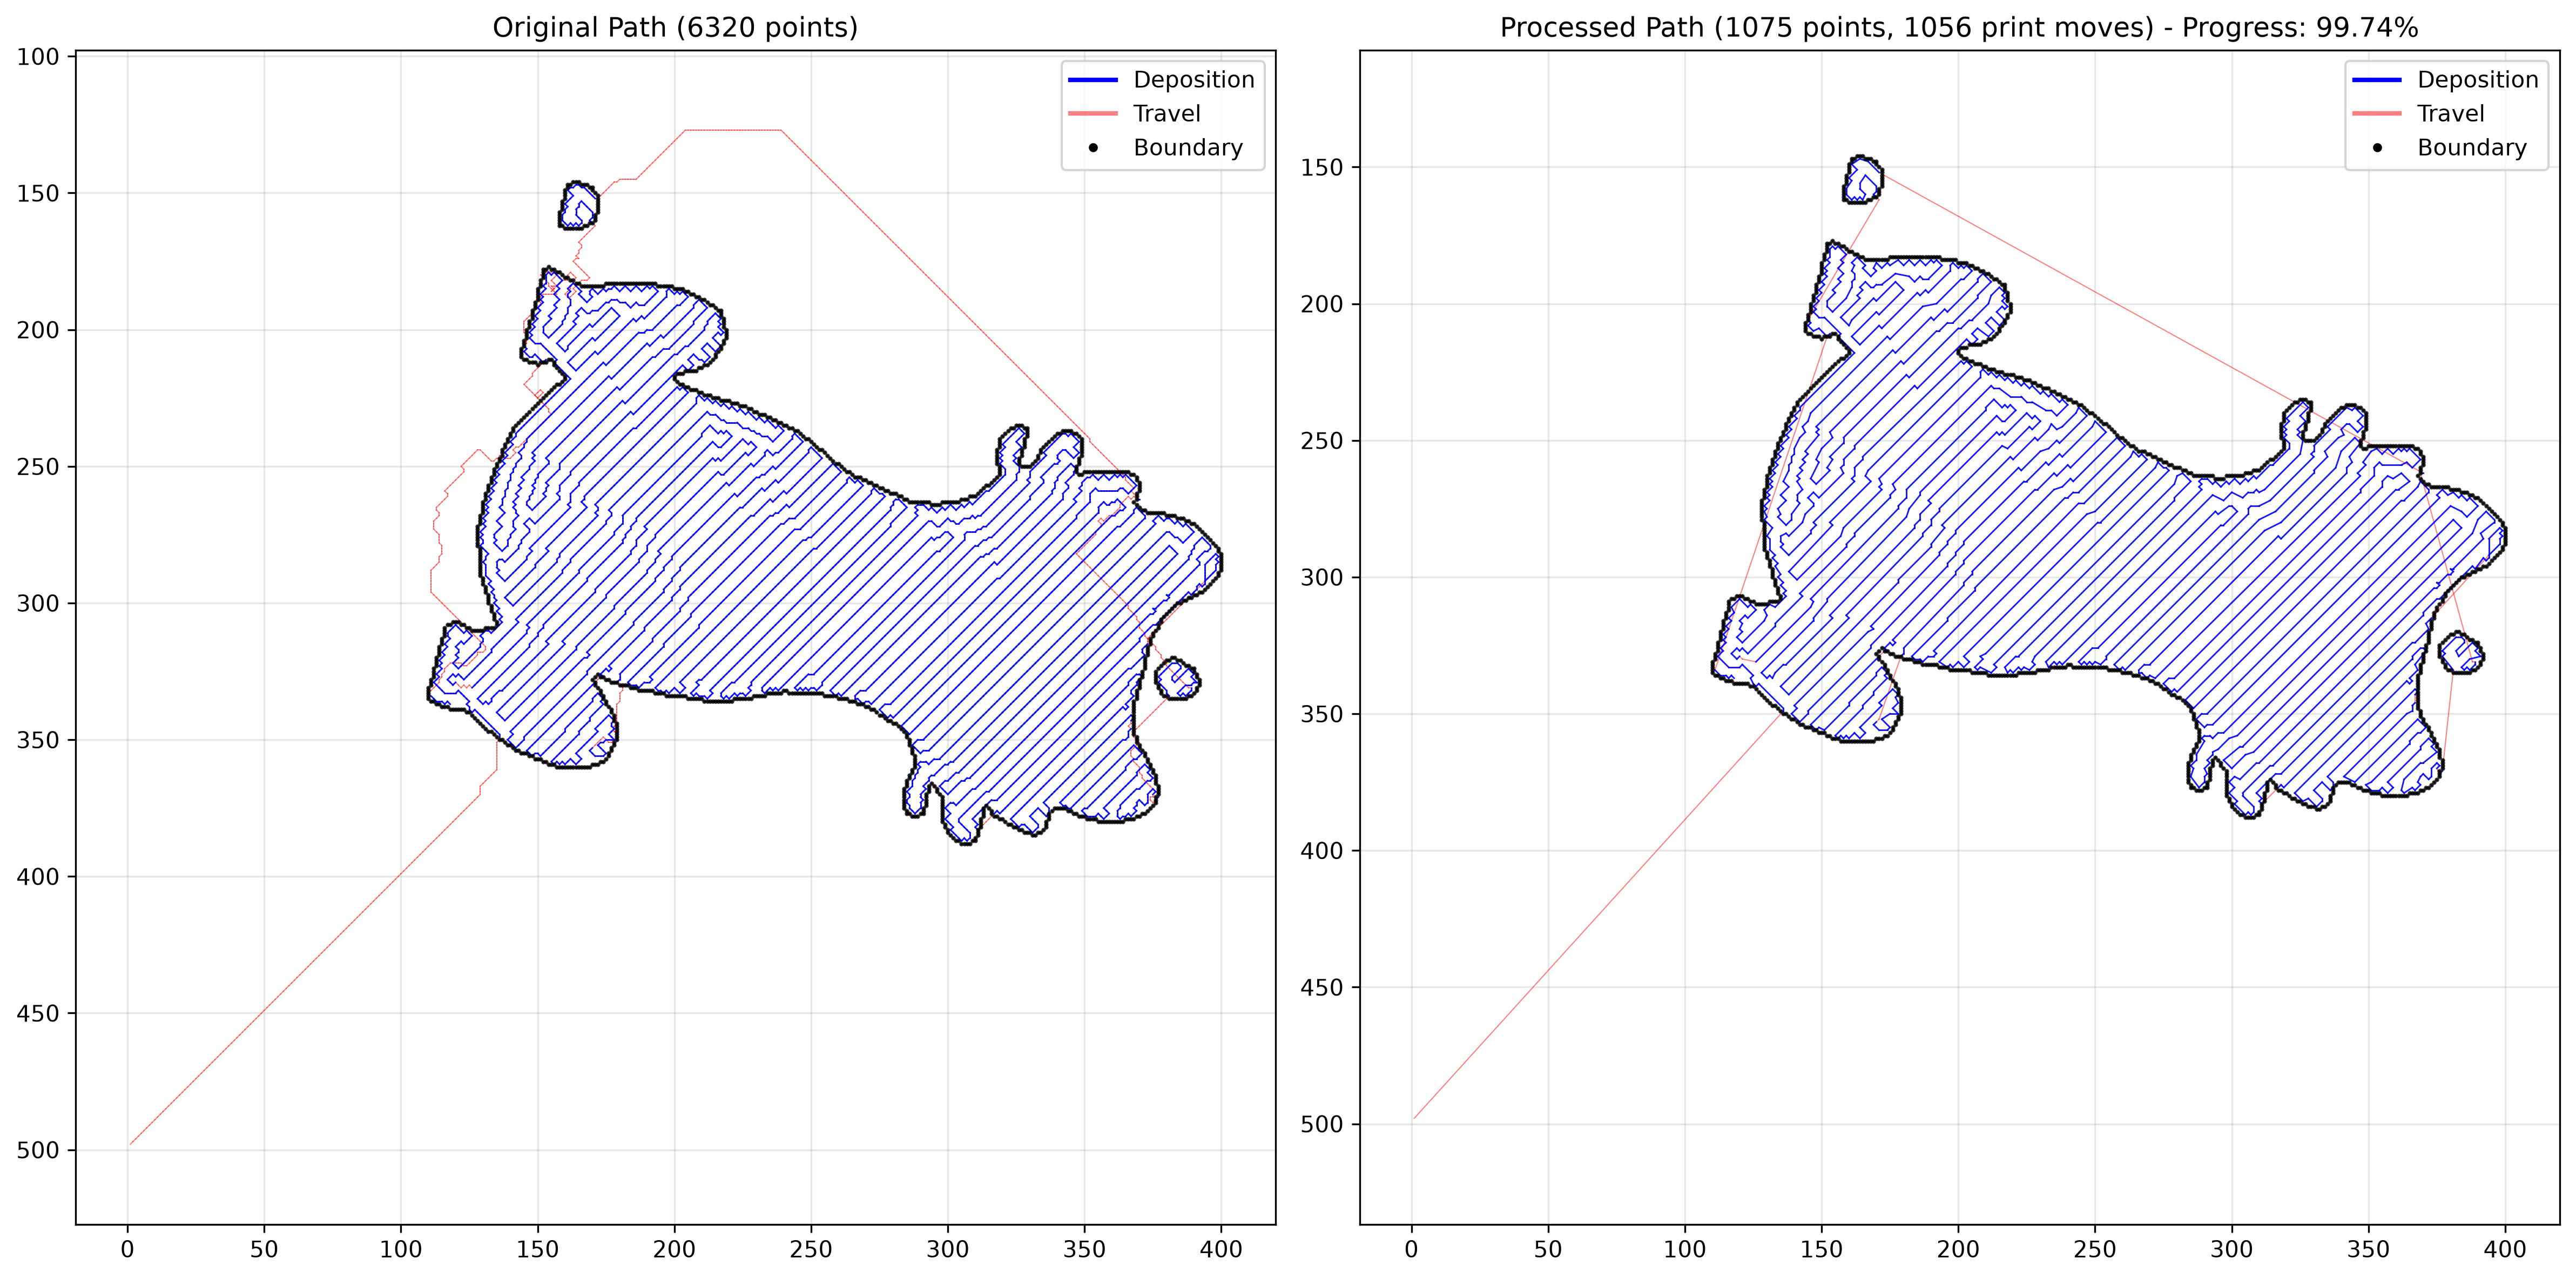 Original Path (6320 points)
100
150
200
250
300
350
400
450
500
0 50 100 150 200 250 300 350 400
Deposition
Travel
Boundary
Processed Path (1075 points, 1056 print moves) - Progress: 99.74%
150
200
250
300
350
400
450
500
0 50 100 150 200 250 300 350 400
Deposition
Travel
Boundary